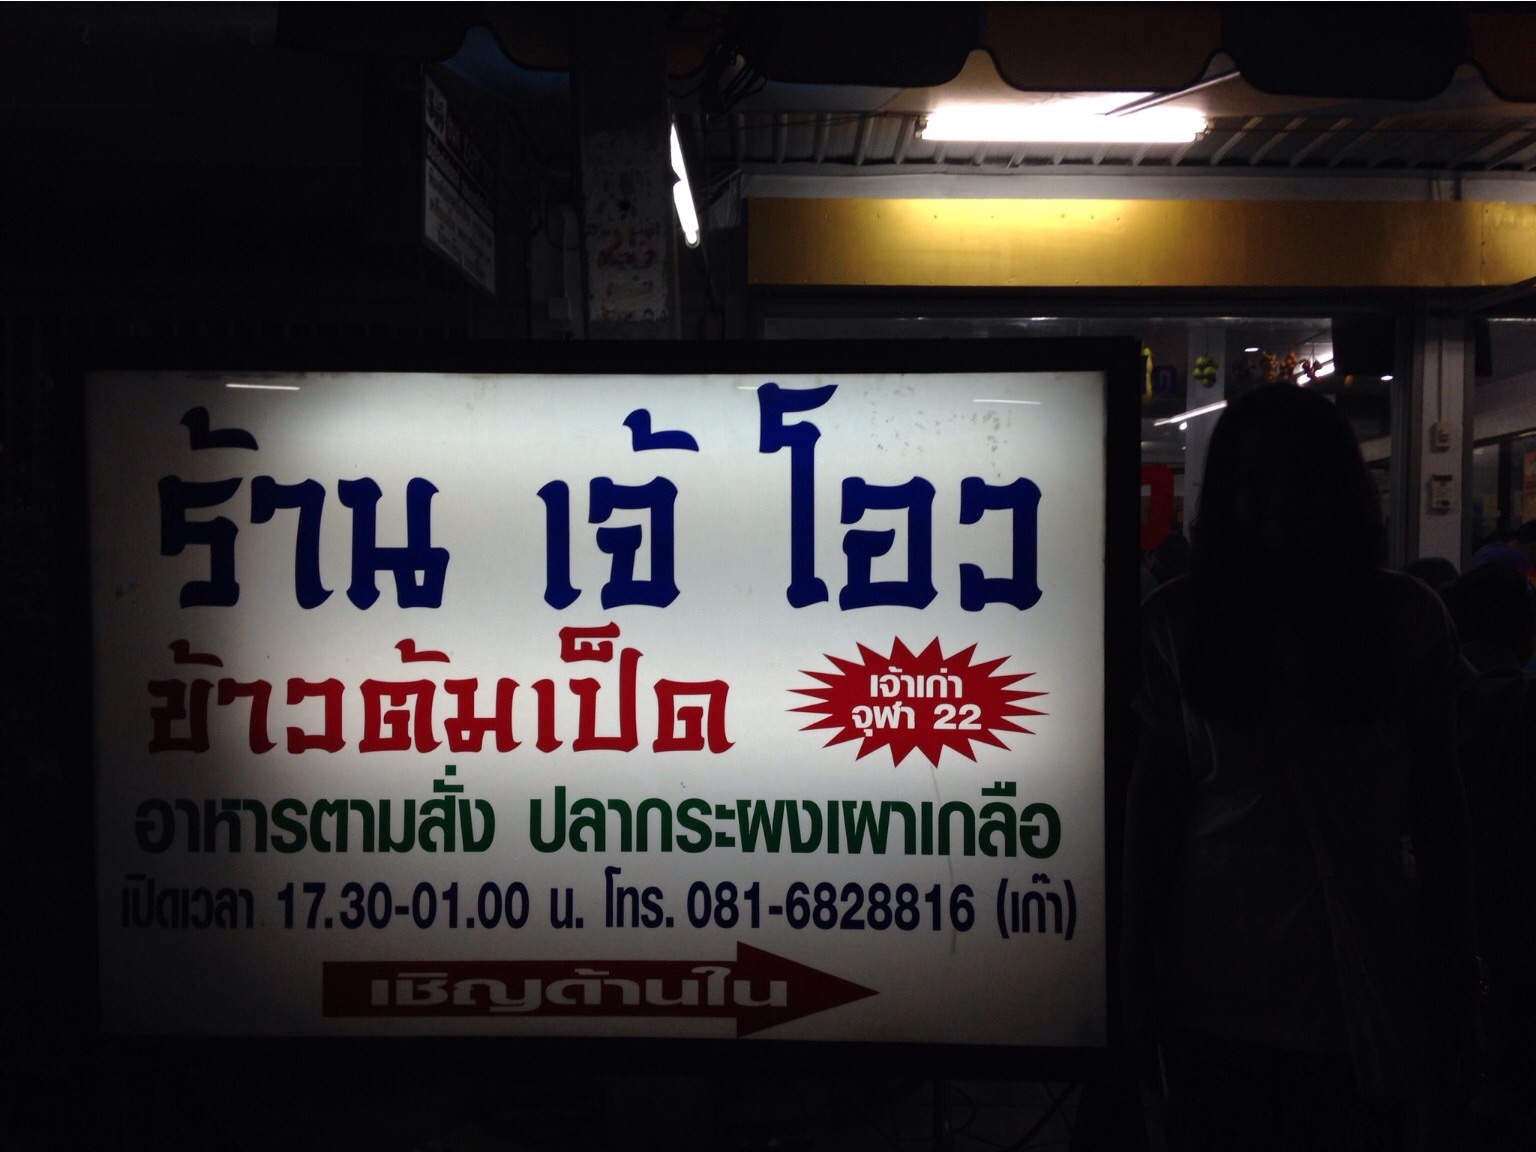 ร้าน เจ้ โอว
ข้าวต้มเป็ด
เจ้าเก่า
จุฬา 22
อาหารตามสั่ง ปลากระพงเผาเกลือ
เปิดเวลา 17.30-01.00 น. โทร. 081-6828816 (เก๊า)
เชิญด้านใน